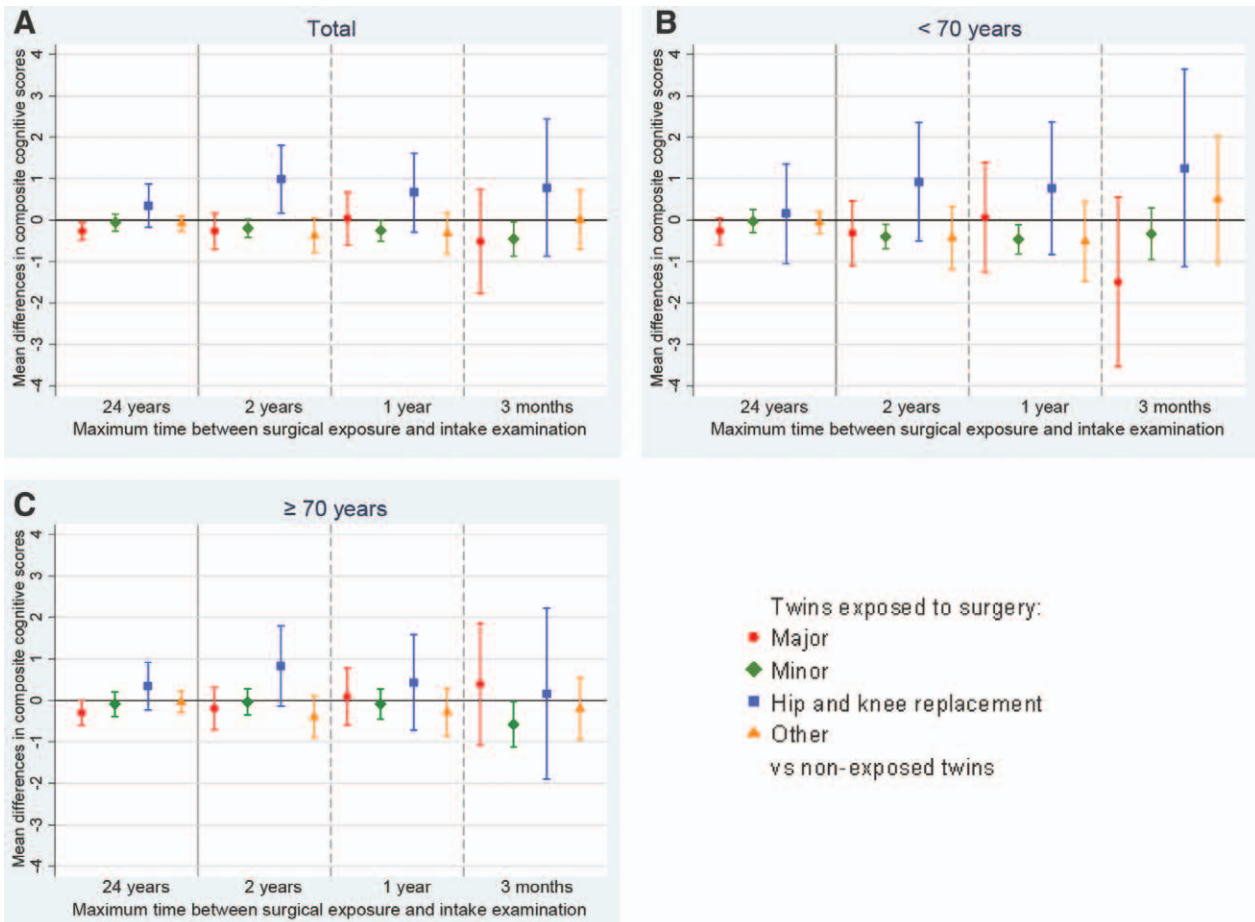 A
Total
Mean differences in composite cognitive scores
4
3
2
1
0
-1
-2
-3
-4
24 years
2 years
1 year
3 months
Maximum time between surgical exposure and intake examination
B
< 70 years
Mean differences in composite cognitive scores
4
3
2
1
0
-1
-2
-3
-4
24 years
2 years
1 year
3 months
Maximum time between surgical exposure and intake examination
C
≥ 70 years
Mean differences in composite cognitive scores
4
3
2
1
0
-1
-2
-3
-4
24 years
2 years
1 year
3 months
Maximum time between surgical exposure and intake examination
Twins exposed to surgery:
Major
Minor
Hip and knee replacement
Other
vs non-exposed twins